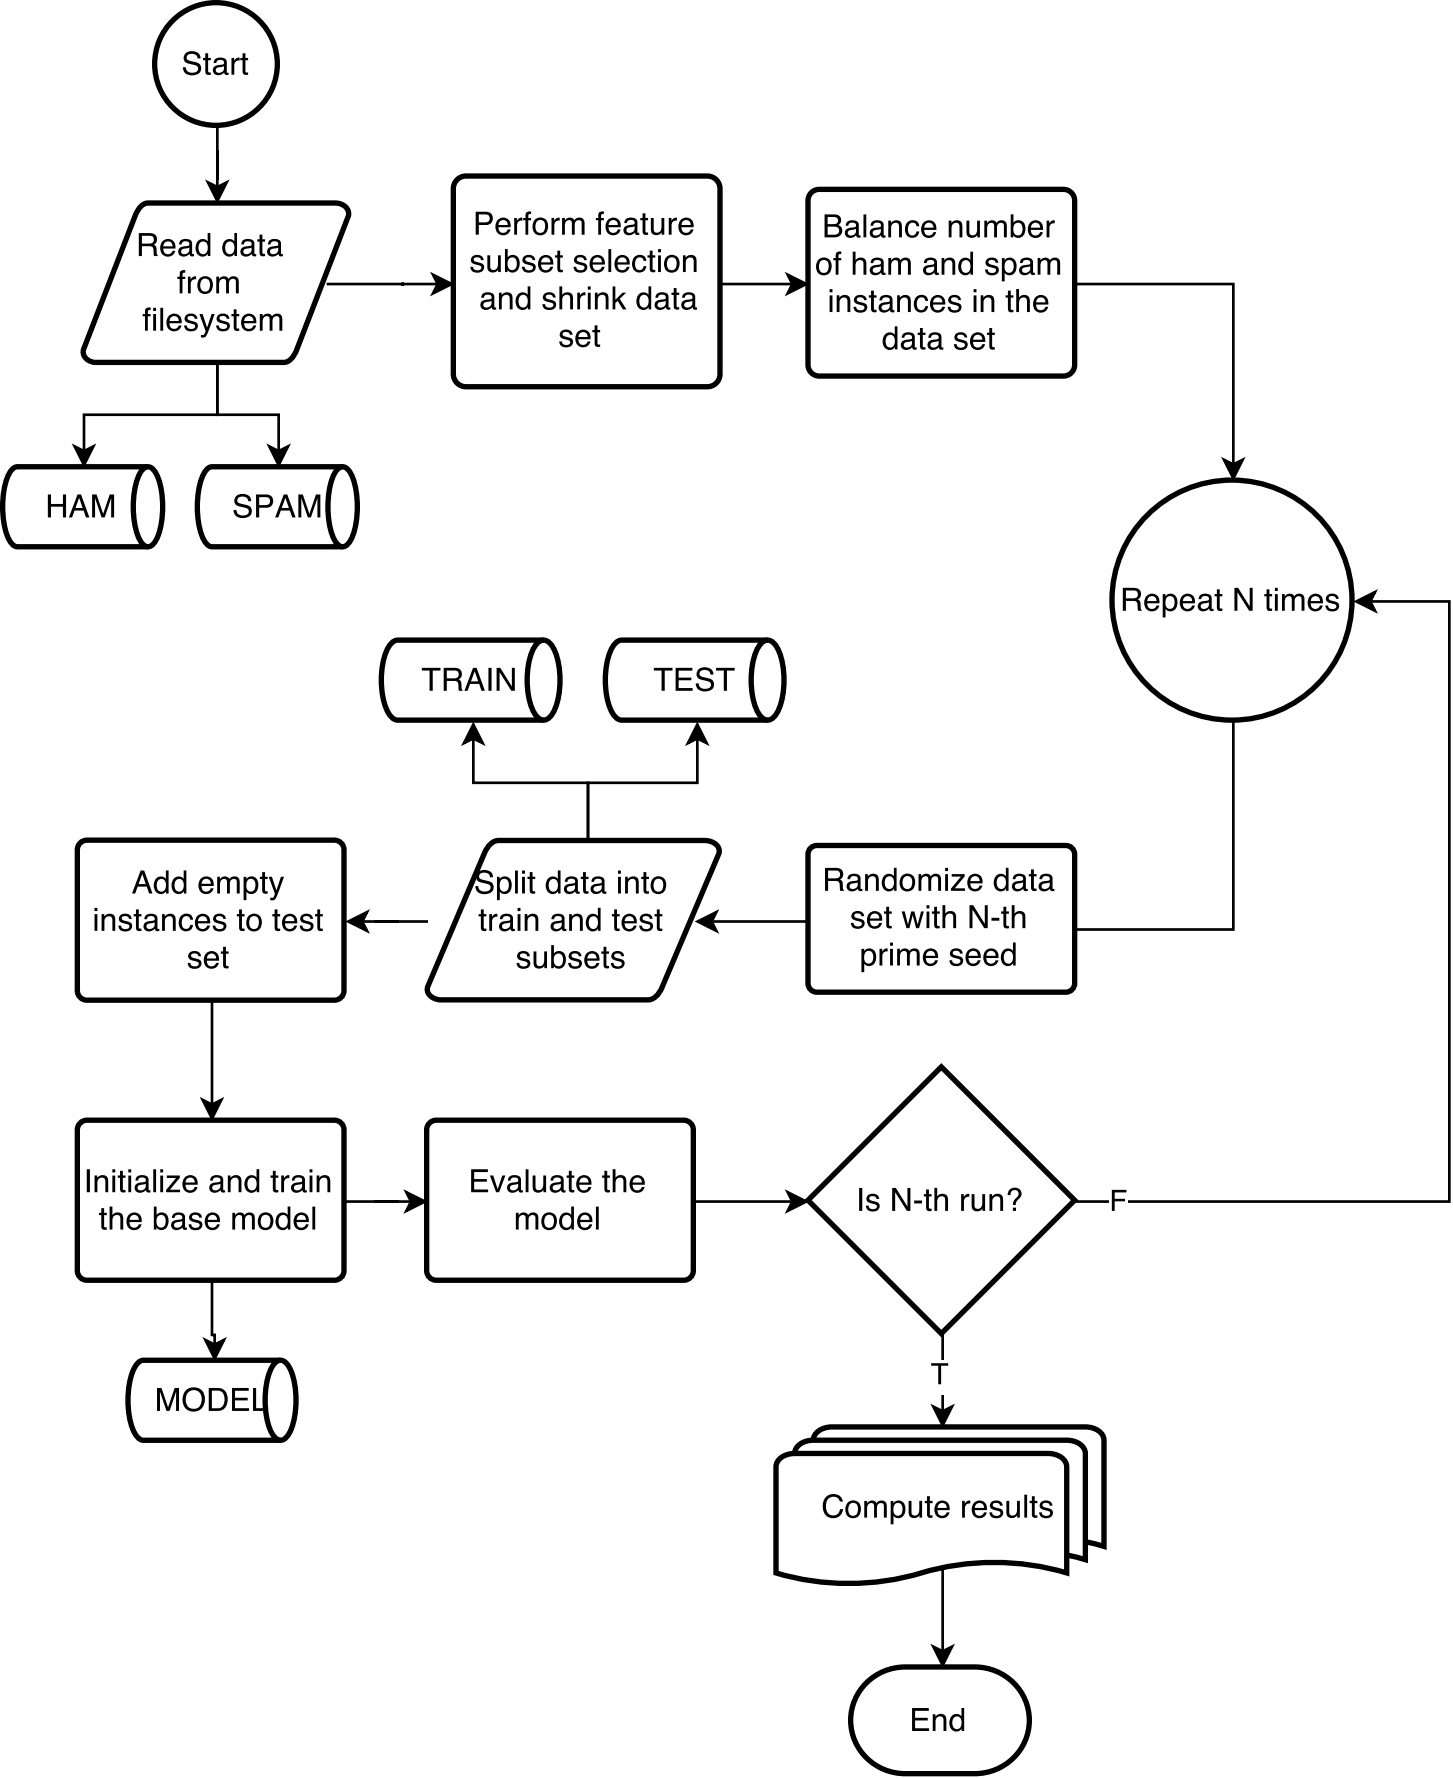 Start
Read data
from
filesystem
Perform feature
subset selection
and shrink data
set
Balance number
of ham and spam
instances in the
data set
HAM
SPAM
Repeat N times
TRAIN
TEST
Add empty
instances to test
set
Split data into
train and test
subsets
Randomize data
set with N-th
prime seed
Initialize and train
the base model
Evaluate the
model
Is N-th run?
F
T
MODEL
Compute results
End